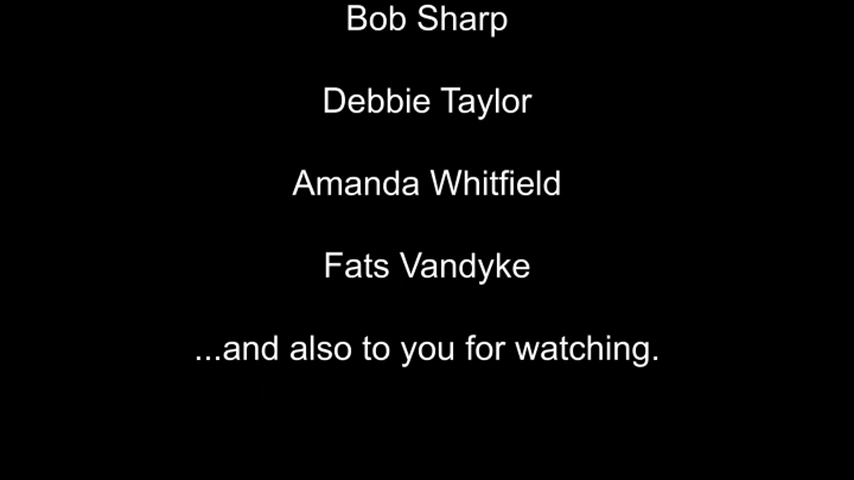 Bob Sharp
Debbie Taylor
Amanda Whitfield
Fats Vandyke
...and also to you for watching.